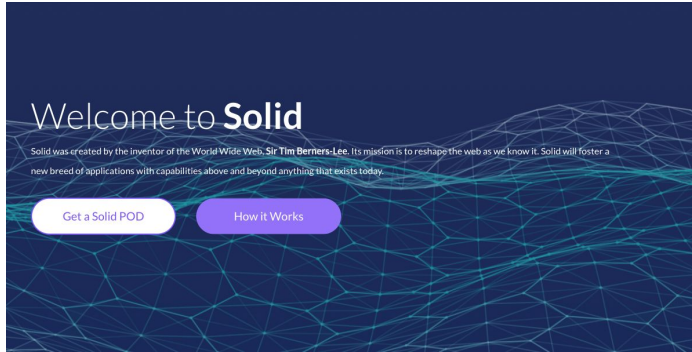 Welcome to Solid
Solid was created by the inventor of the World Wide Web, Sir Tim Berners-Lee. Its mission is to reshape the web as we know it. Solid will foster a
new breed of applications with capabilities above and beyond anything that exists today.
Get a Solid POD How it Works